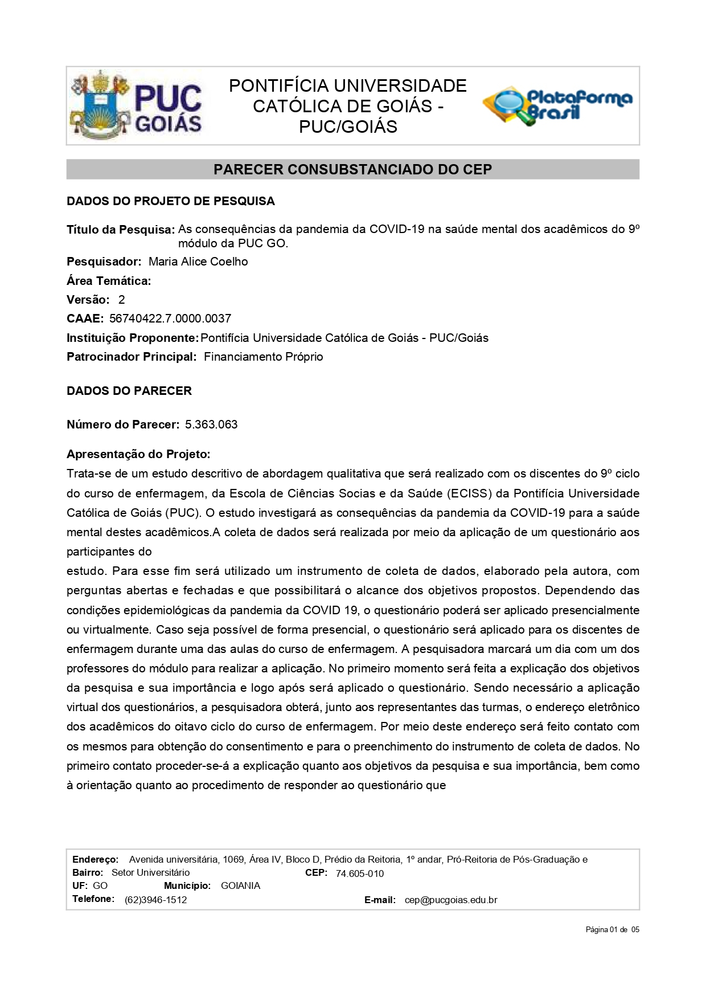 PUC
GOIÁS
PONTIFÍCIA UNIVERSIDADE
CATÓLICA DE GOIÁS -
PUC/GOIÁS
Plataforma
Brasil
PARECER CONSUBSTANCIADO DO CEP
DADOS DO PROJETO DE PESQUISA
Título da Pesquisa: As consequências da pandemia da COVID-19 na saúde mental dos acadêmicos do 9º
módulo da PUC GO.
Pesquisador: Maria Alice Coelho
Área Temática:
Versão: 2
CAAE: 56740422.7.0000.0037
Instituição Proponente: Pontifícia Universidade Católica de Goiás - PUC/Goiás
Patrocinador Principal: Financiamento Próprio
DADOS DO PARECER
Número do Parecer: 5.363.063
Apresentação do Projeto:
Trata-se de um estudo descritivo de abordagem qualitativa que será realizado com os discentes do 9º ciclo
do curso de enfermagem, da Escola de Ciências Socias e da Saúde (ECISS) da Pontifícia Universidade
Católica de Goiás (PUC). O estudo investigará as consequências da pandemia da COVID-19 para a saúde
mental destes acadêmicos.A coleta de dados será realizada por meio da aplicação de um questionário aos
participantes do
estudo. Para esse fim será utilizado um instrumento de coleta de dados, elaborado pela autora, com
perguntas abertas e fechadas e que possibilitará o alcance dos objetivos propostos. Dependendo das
condições epidemiológicas da pandemia da COVID 19, o questionário poderá ser aplicado presencialmente
ou virtualmente. Caso seja possível de forma presencial, o questionário será aplicado para os discentes de
enfermagem durante uma das aulas do curso de enfermagem. A pesquisadora marcará um dia com um dos
professores do módulo para realizar a aplicação. No primeiro momento será feita a explicação dos objetivos
da pesquisa e sua importância e logo após será aplicado o questionário. Sendo necessário a aplicação
virtual dos questionários, a pesquisadora obterá, junto aos representantes das turmas, o endereço eletrônico
dos acadêmicos do oitavo ciclo do curso de enfermagem. Por meio deste endereço será feito contato com
os mesmos para obtenção do consentimento e para o preenchimento do instrumento de coleta de dados. No
primeiro contato proceder-se-á a explicação quanto aos objetivos da pesquisa e sua importância, bem como
à orientação quanto ao procedimento de responder ao questionário que
Endereço: Avenida universitária, 1069, Área IV, Bloco D, Prédio da Reitoria, 1º andar, Pró-Reitoria de Pós-Graduação e
Bairro: Setor Universitário CEP: 74.605-010
UF: GO Município: GOIANIA
Telefone: (62)3946-1512 E-mail: cep@pucgoias.edu.br
Página 01 de 05